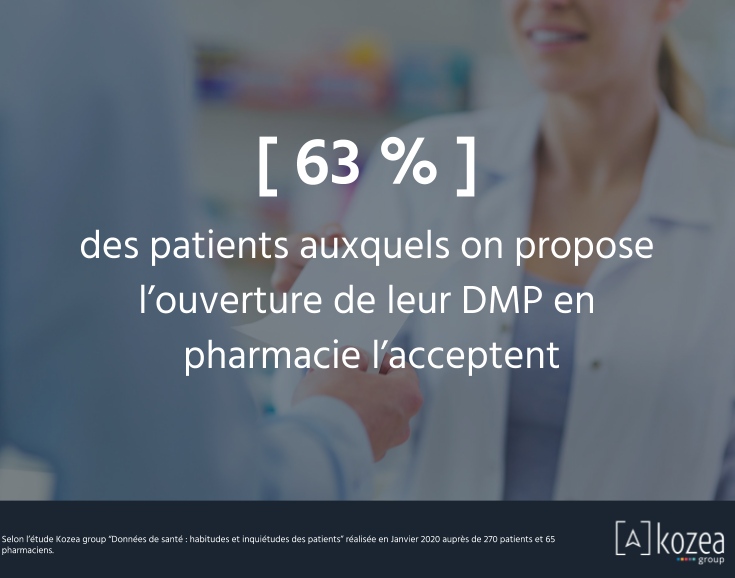 [ 63 % ]
des patients auxquels on propose
l’ouverture de leur DMP en
pharmacie l’acceptent
Selon l’étude Kozea group “Données de santé : habitudes et inquiétudes des patients” réalisée en Janvier 2020 auprès de 270 patients et 65
pharmaciens.
[A]kozea
group